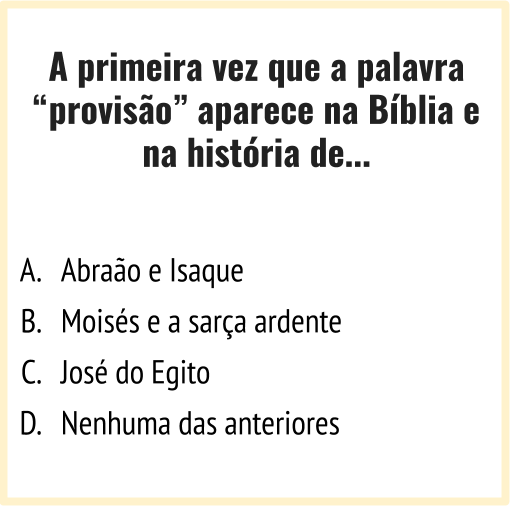 A primeira vez que a palavra
“provisão” aparece na Bíblia e
na história de...
A. Abraão e Isaque
B. Moisés e a sarça ardente
C. José do Egito
D. Nenhuma das anteriores